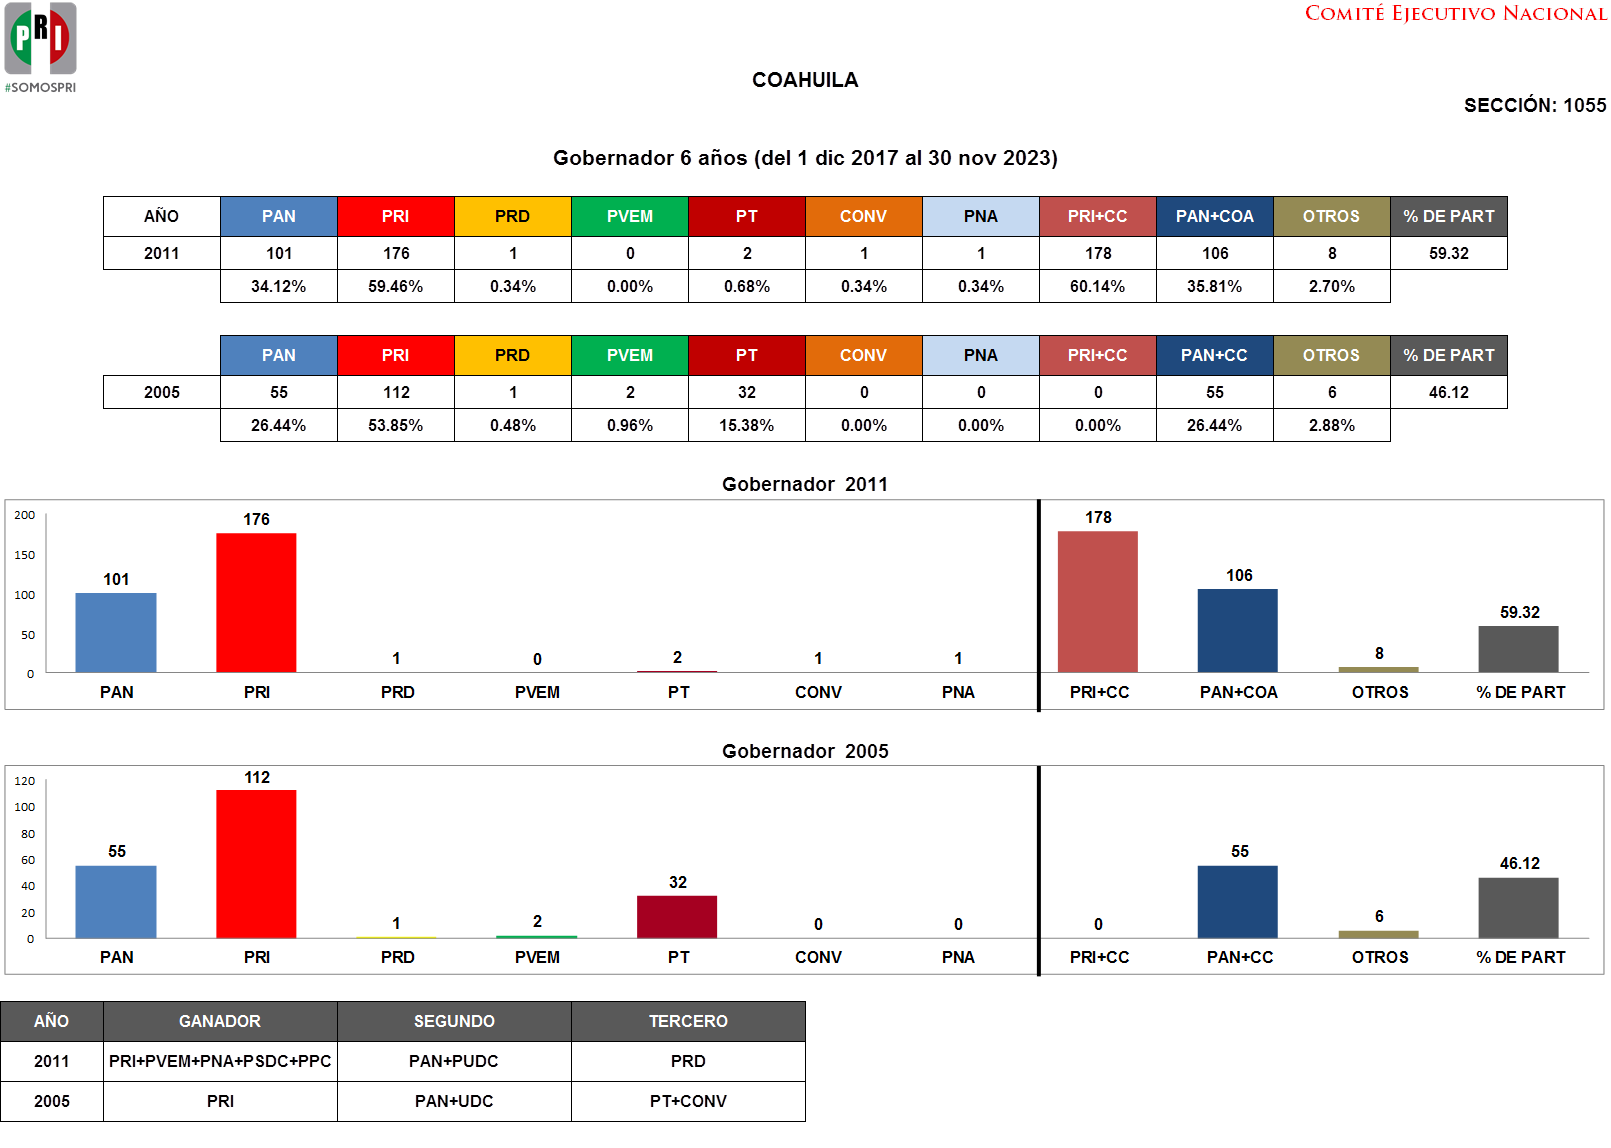 PRI
#SOMOSPRI
COMITÉ EJECUTIVO NACIONAL
COAHUILA
SECCIÓN: 1055
Gobernador 6 años (del 1 dic 2017 al 30 nov 2023)
AÑO PAN PRI PRD PVEM PT CONV PNA PRI+CC PAN+COA OTROS % DE PART
2011 101 176 1 0 2 1 1 178 106 8 59.32
34.12% 59.46% 0.34% 0.00% 0.68% 0.34% 0.34% 60.14% 35.81% 2.70%
PAN PRI PRD PVEM PT CONV PNA PRI+CC PAN+CC OTROS % DE PART
2005 55 112 1 2 32 0 0 0 55 6 46.12
26.44% 53.85% 0.48% 0.96% 15.38% 0.00% 0.00% 0.00% 26.44% 2.88%
Gobernador 2011
200
150
100
50
0
101 176 1 0 2 1 1 178 106 8 59.32
PAN PRI PRD PVEM PT CONV PNA PRI+CC PAN+COA OTROS % DE PART
Gobernador 2005
120
100
80
60
40
20
0
55 112 1 2 32 0 0 0 55 6 46.12
PAN PRI PRD PVEM PT CONV PNA PRI+CC PAN+CC OTROS % DE PART
AÑO GANADOR SEGUNDO TERCERO
2011 PRI+PVEM+PNA+PSDC+PPC PAN+PUDC PRD
2005 PRI PAN+UDC PT+CONV